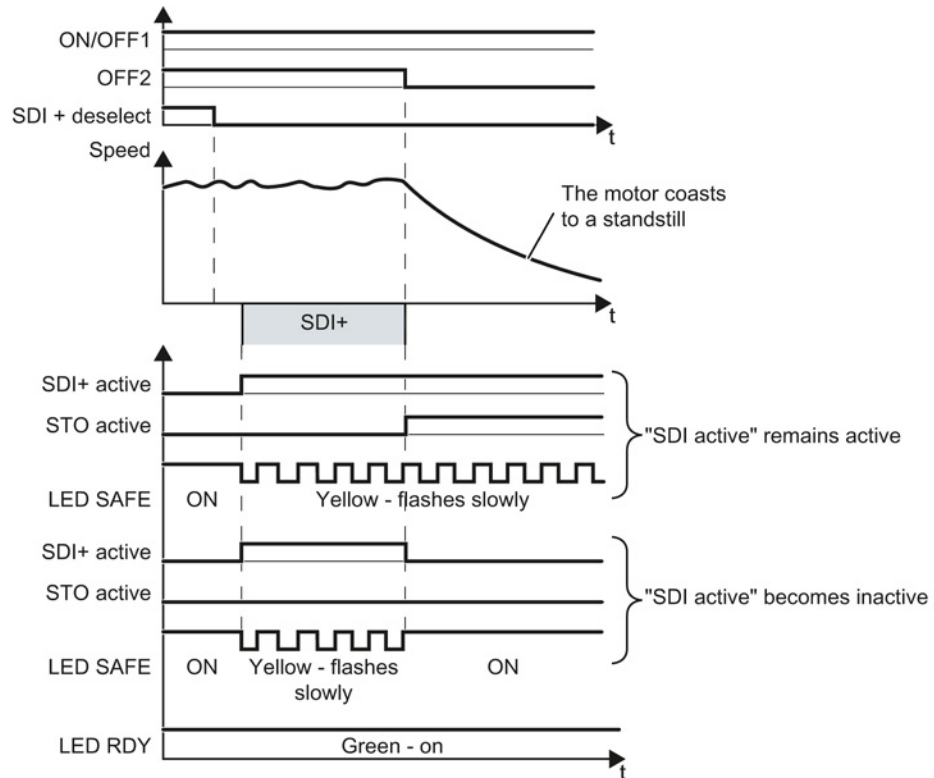 ON/OFF1
OFF2
SDI + deselect
t
Speed
The motor coasts
to a standstill
SDI+
t
SDI+ active
STO active
"SDI active" remains active
LED SAFE ON Yellow - flashes slowly
SDI+ active
STO active
"SDI active" becomes inactive
LED SAFE ON Yellow - flashes
slowly
ON
LED RDY Green - on
t